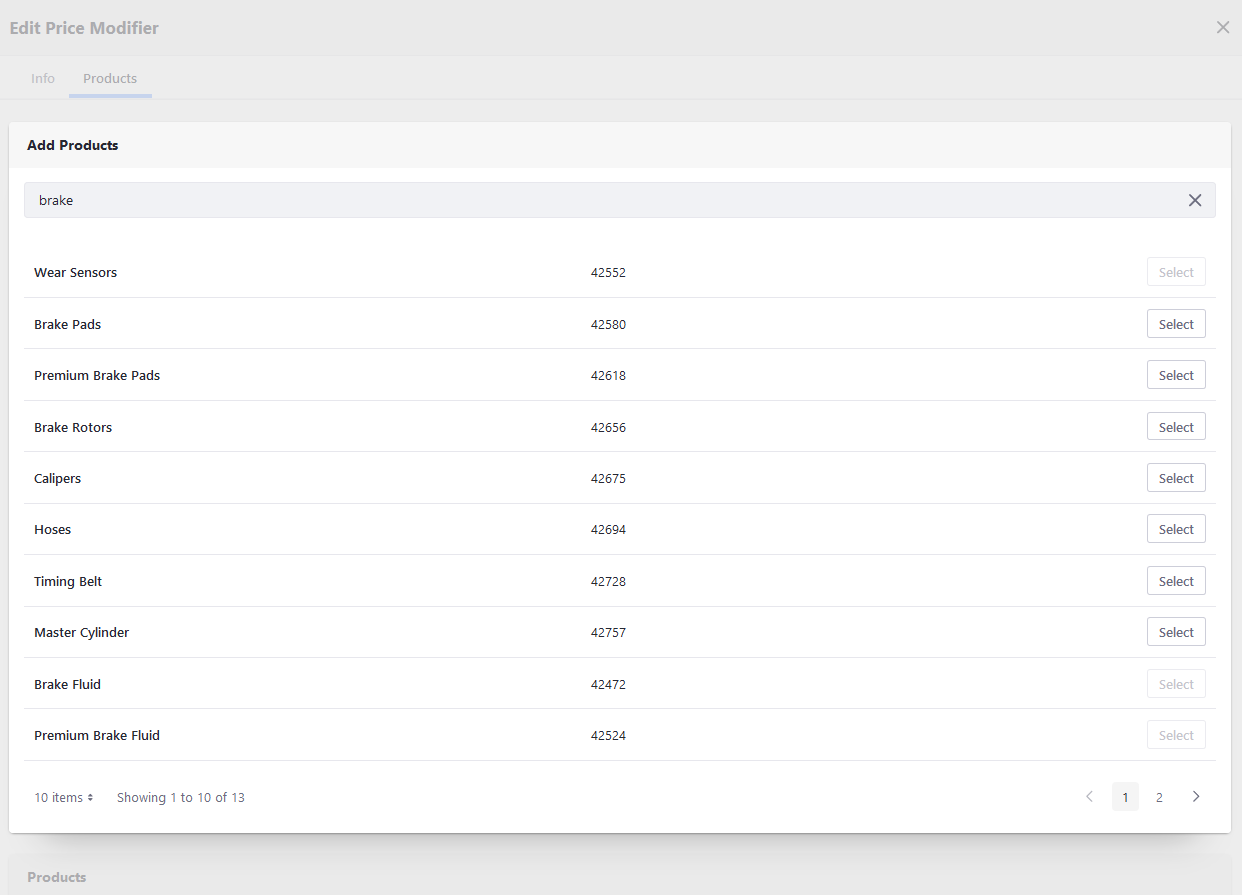 Edit Price Modifier
Info Products
Add Products
brake
Wear Sensors 42552 Select
Brake Pads 42580 Select
Premium Brake Pads 42618 Select
Brake Rotors 42656 Select
Calipers 42675 Select
Hoses 42694 Select
Timing Belt 42728 Select
Master Cylinder 42757 Select
Brake Fluid 42472 Select
Premium Brake Fluid 42524 Select
10 items Showing 1 to 10 of 13 1 2
Products